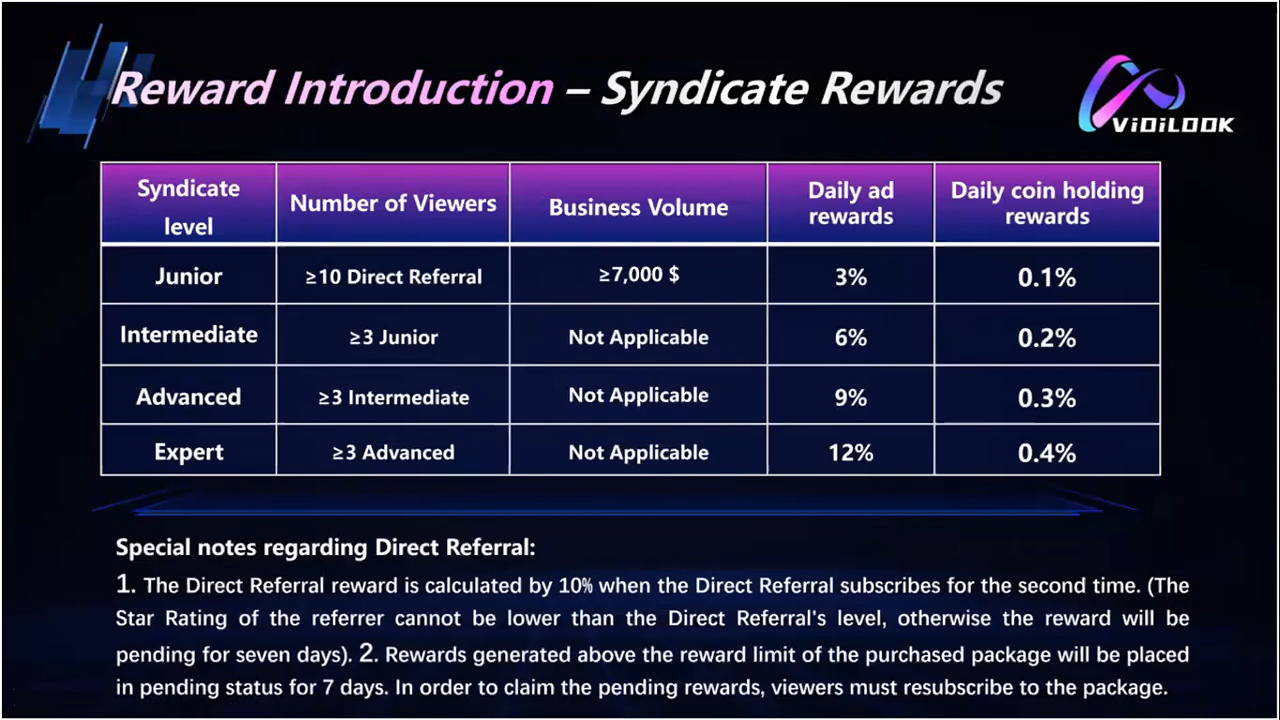 Reward Introduction – Syndicate Rewards
ViDiLOOK
Syndicate level
Number of Viewers
Business Volume
Daily ad rewards
Daily coin holding rewards
Junior
≥10 Direct Referral
≥7,000 $
3%
0.1%
Intermediate
≥3 Junior
Not Applicable
6%
0.2%
Advanced
≥3 Intermediate
Not Applicable
9%
0.3%
Expert
≥3 Advanced
Not Applicable
12%
0.4%
Special notes regarding Direct Referral:
1. The Direct Referral reward is calculated by 10% when the Direct Referral subscribes for the second time. (The
Star Rating of the referrer cannot be lower than the Direct Referral's level, otherwise the reward will be
pending for seven days). 2. Rewards generated above the reward limit of the purchased package will be placed
in pending status for 7 days. In order to claim the pending rewards, viewers must resubscribe to the package.